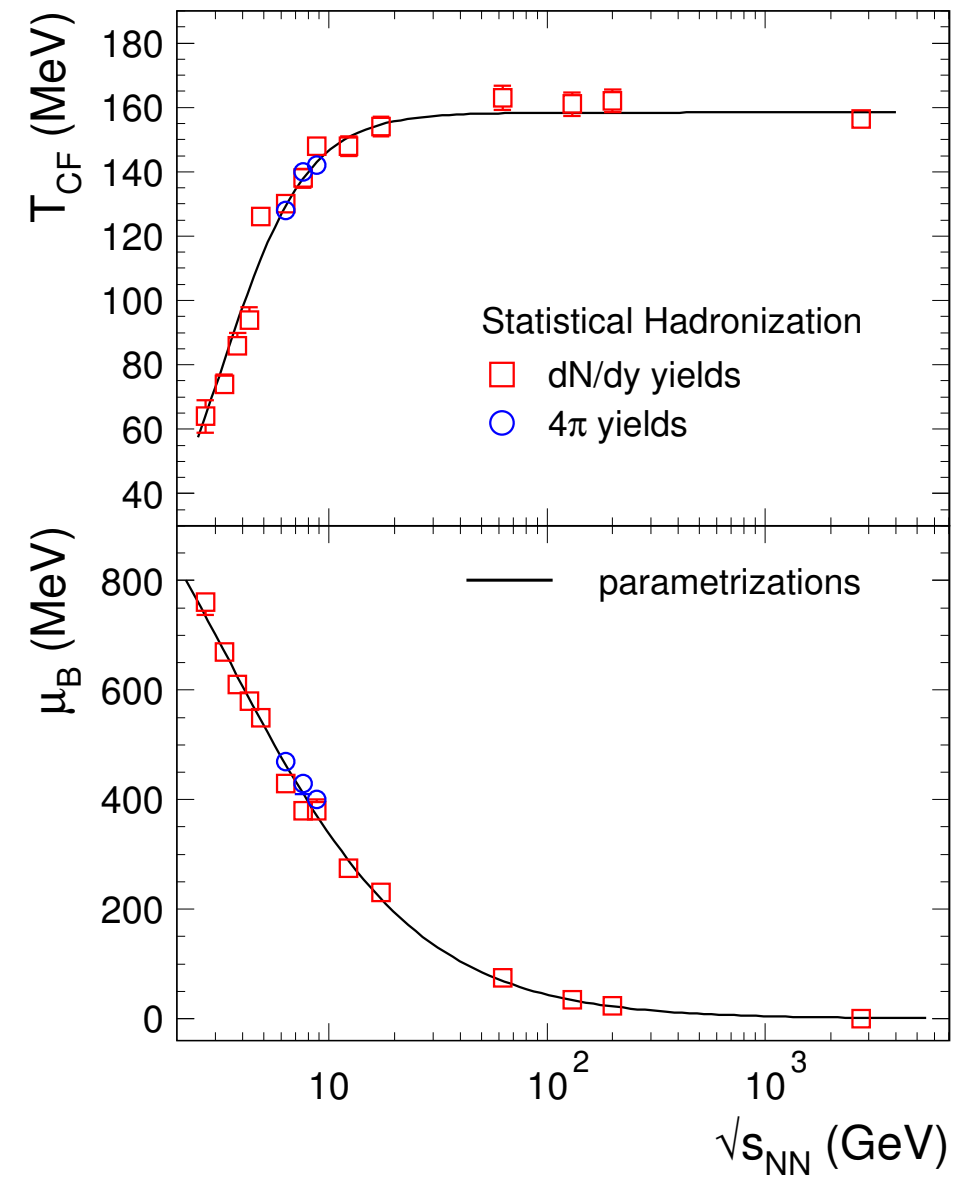 T_CF (MeV)
180
160
140
120
100
80
60
40
Statistical Hadronization
dN/dy yields
4π yields
μ_B (MeV)
800
600
400
200
0
parametrizations
10
10^2
10^3
√s_NN (GeV)